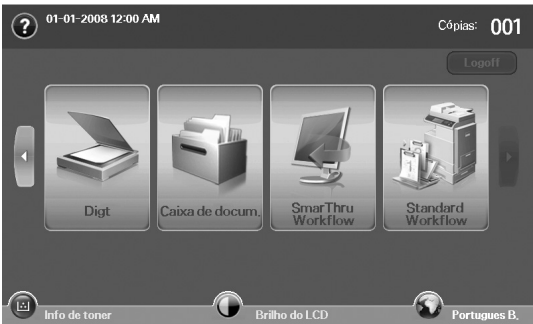 ?
01-01-2008 12:00 AM
Cópias: 001
Logoff
Digt
Caixa de docum.
SmarThru
Workflow
Standard
Workflow
Info de toner
Brilho do LCD
Portugues B,